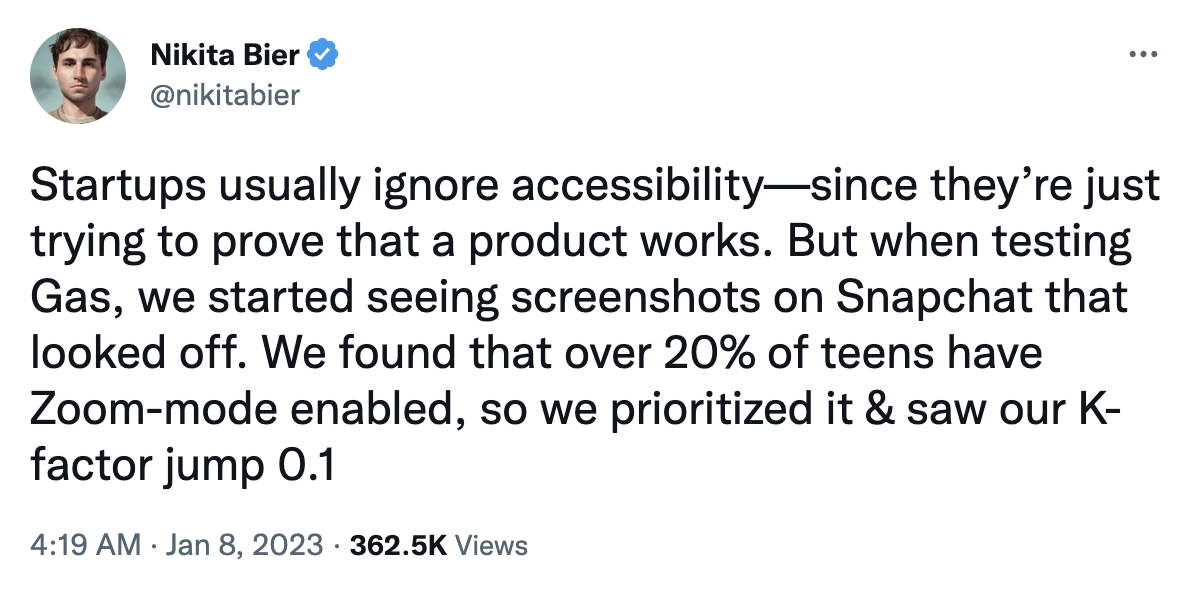 Nikita Bier
@nikitabier
Startups usually ignore accessibility—since they’re just
trying to prove that a product works. But when testing
Gas, we started seeing screenshots on Snapchat that
looked off. We found that over 20% of teens have
Zoom-mode enabled, so we prioritized it & saw our K-
factor jump 0.1
4:19 AM · Jan 8, 2023 · 362.5K Views